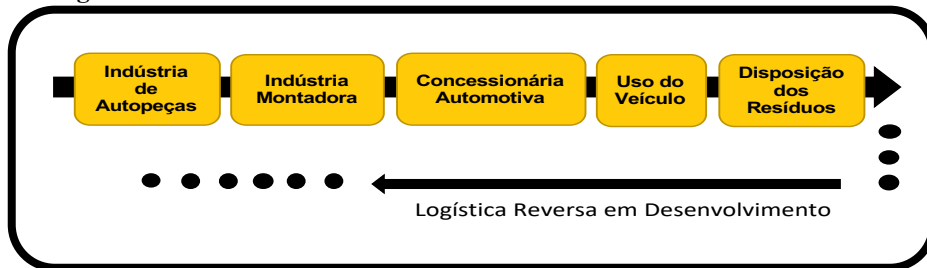 Indústria
de
Autopeças
Indústria
Montadora
Concessionária
Automotiva
Uso do
Veículo
Disposição
dos
Resíduos
Logística Reversa em Desenvolvimento